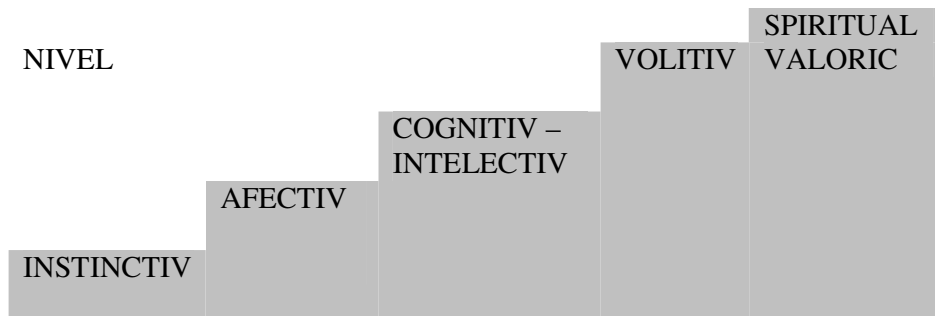 NIVEL
INSTINCTIV
AFECTIV
COGNITIV –
INTELECTIV
VOLITIV
SPIRITUAL
VALORIC